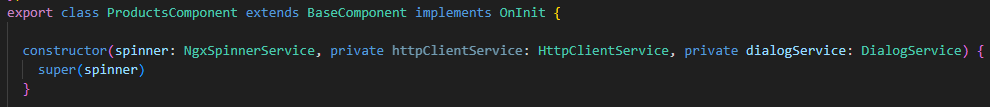 export class ProductsComponent extends BaseComponent implements OnInit {
constructor(spinner: NgxSpinnerService, private httpClientService: HttpClientService, private dialogService: DialogService) {
super(spinner)
}